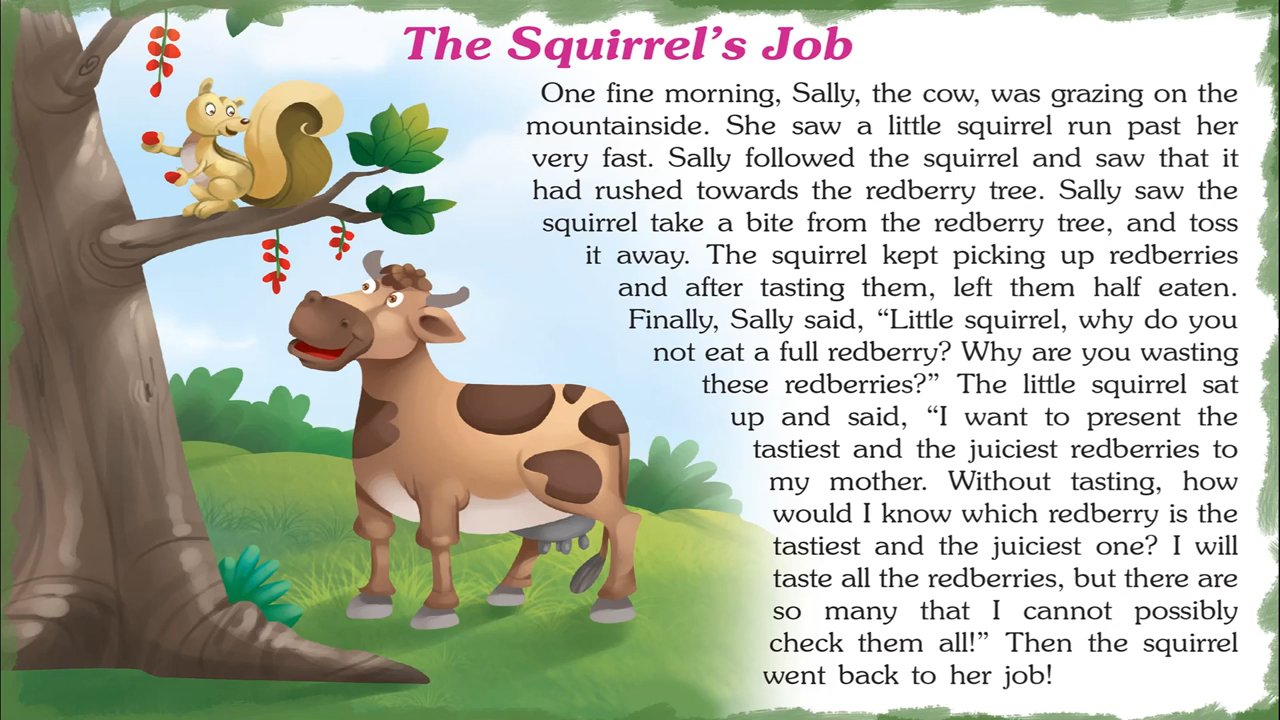 The Squirrel’s Job
One fine morning, Sally, the cow, was grazing on the
mountainside. She saw a little squirrel run past her
very fast. Sally followed the squirrel and saw that it
had rushed towards the redberry tree. Sally saw the
squirrel take a bite from the redberry tree, and toss
it away. The squirrel kept picking up redberries
and after tasting them, left them half eaten.
Finally, Sally said, “Little squirrel, why do you
not eat a full redberry? Why are you wasting
these redberries?” The little squirrel sat
up and said, “I want to present the
tastiest and the juiciest redberries to
my mother. Without tasting, how
would I know which redberry is the
tastiest and the juiciest one? I will
taste all the redberries, but there are
so many that I cannot possibly
check them all!” Then the squirrel
went back to her job!